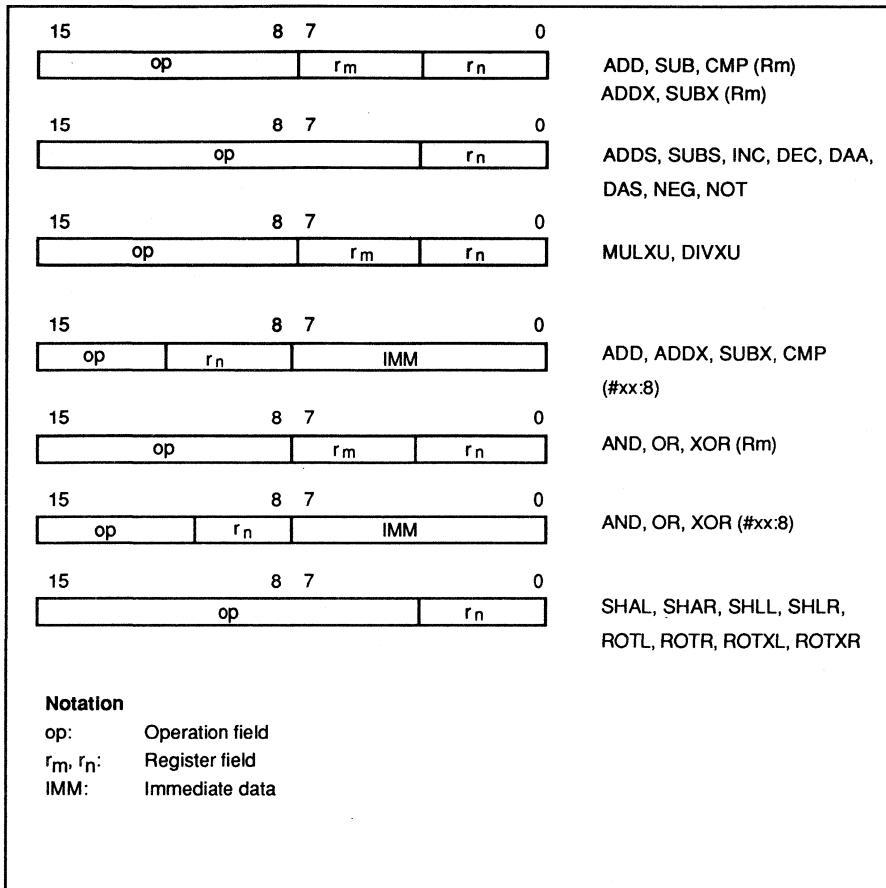 15 8 7 0
op rm rn ADD, SUB, CMP (Rm)
ADDX, SUBX (Rm)
15 8 7 0
op rn ADDS, SUBS, INC, DEC, DAA,
DAS, NEG, NOT
15 8 7 0
op rm rn MULXU, DIVXU
15 8 7 0
op rn IMM ADD, ADDX, SUBX, CMP
(#xx:8)
15 8 7 0
op rm rn AND, OR, XOR (Rm)
15 8 7 0
op rn IMM AND, OR, XOR (#xx:8)
15 8 7 0
op rn SHAL, SHAR, SHLL, SHLR,
ROTL, ROTR, ROTXL, ROTXR
Notation
op: Operation field
rm, rn: Register field
IMM: Immediate data